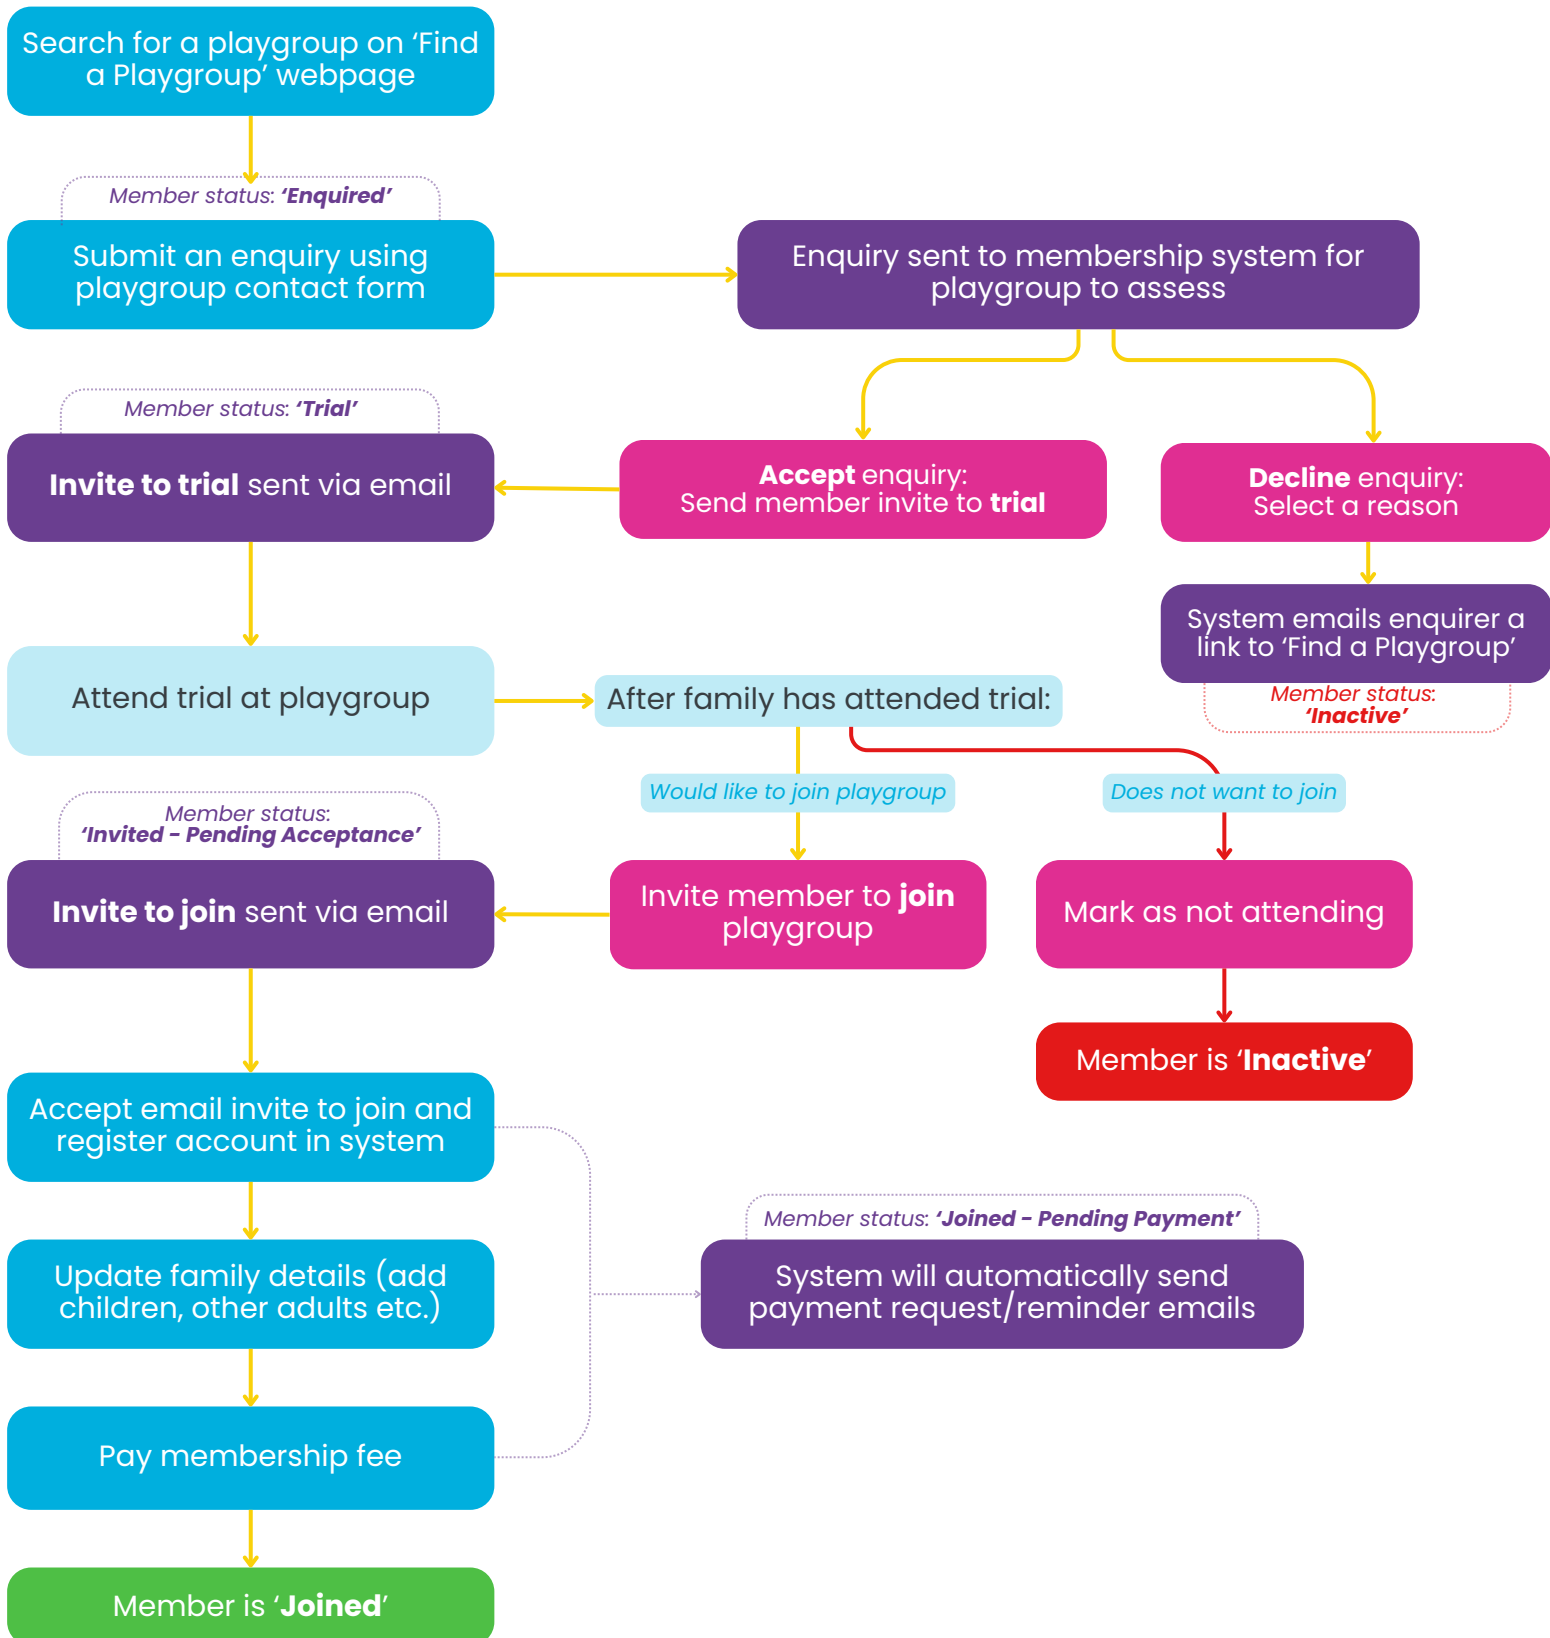 Search for a playgroup on ‘Find
a Playgroup’ webpage
Member status: ‘Enquired’
Submit an enquiry using
playgroup contact form
Enquiry sent to membership system for
playgroup to assess
Member status: ‘Trial’
Invite to trial sent via email
Accept enquiry:
Send member invite to trial
Decline enquiry:
Select a reason
System emails enquirer a
link to ‘Find a Playgroup’
Member status:
‘Inactive’
Attend trial at playgroup
After family has attended trial:
Would like to join playgroup
Does not want to join
Member status:
‘Invited - Pending Acceptance’
Invite to join sent via email
Invite member to join
playgroup
Mark as not attending
Member is ‘Inactive’
Accept email invite to join and
register account in system
Member status: ‘Joined - Pending Payment’
Update family details (add
children, other adults etc.)
System will automatically send
payment request/reminder emails
Pay membership fee
Member is ‘Joined’